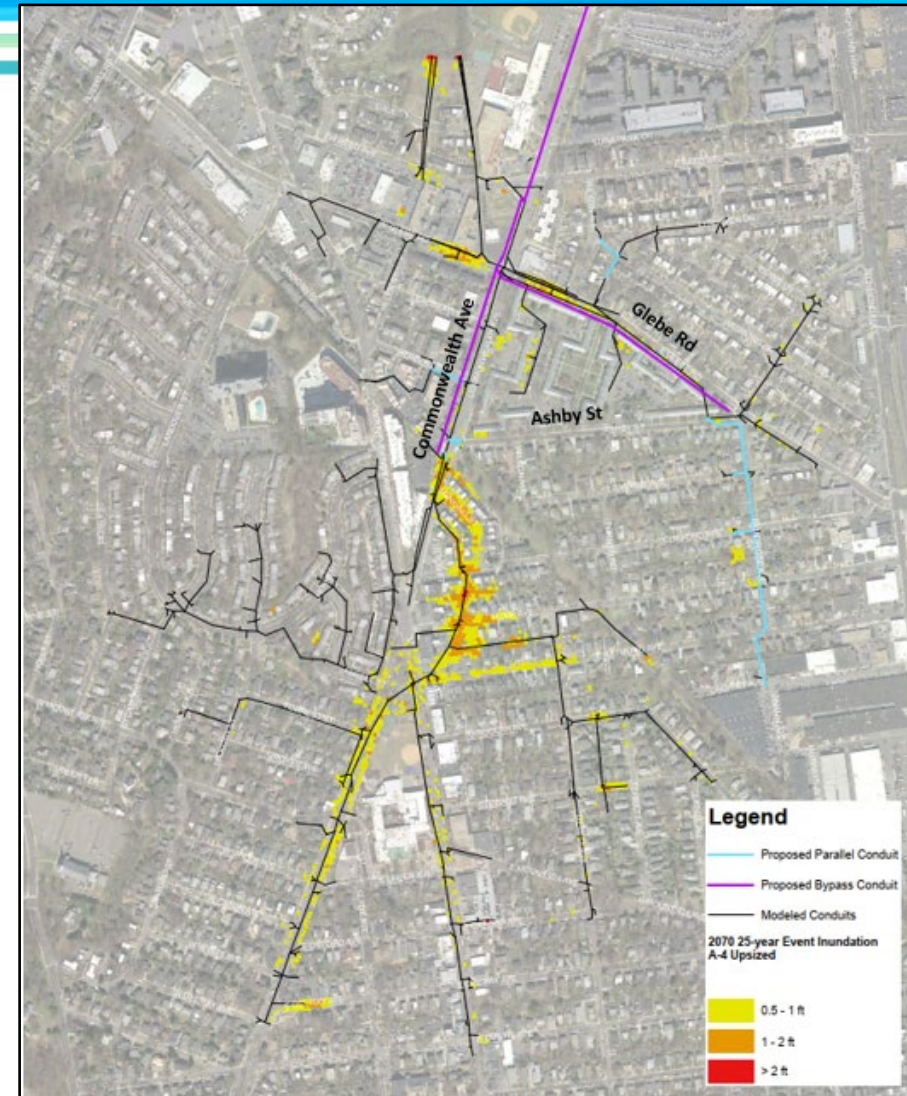 Glebe Rd
Commonwealth Ave
Ashby St
Legend
Proposed Parallel Conduit
Proposed Bypass Conduit
Modeled Conduits
2070 25-year Event Inundation
A-4 Upsized
0.5 - 1 ft
1 - 2 ft
> 2 ft